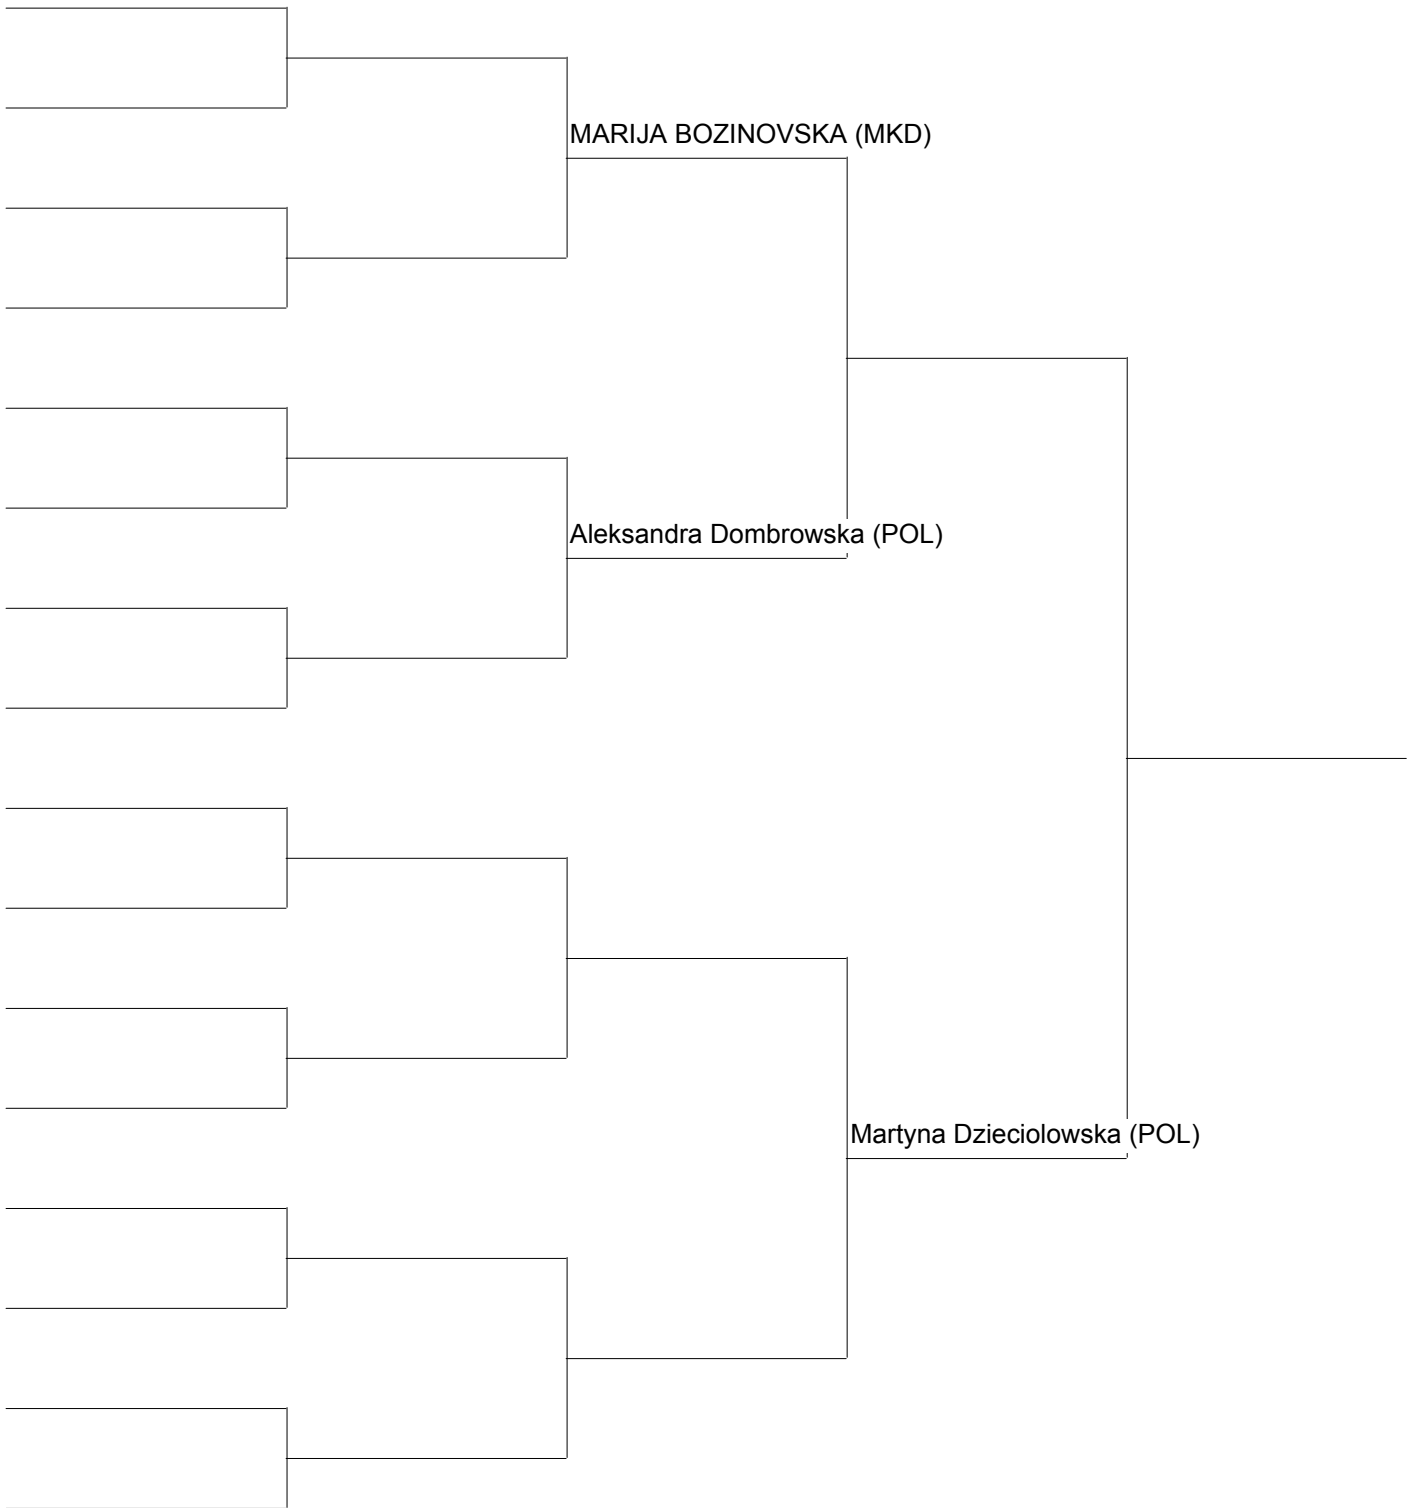 MARIJA BOZINOVSKA (MKD)
Aleksandra Dombrowska (POL)
Martyna Dzieciolowska (POL)